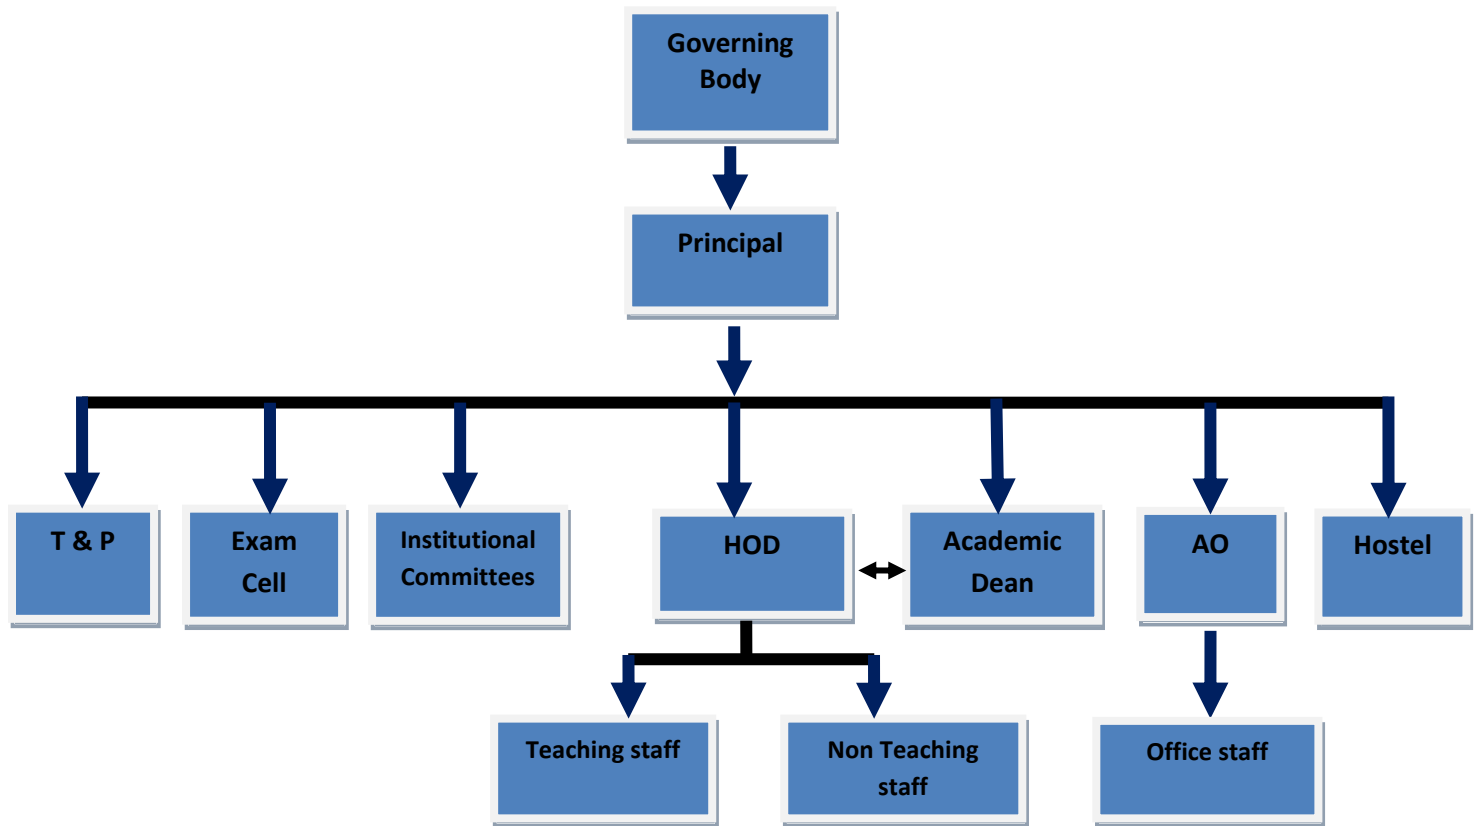 Governing
Body
Principal
T & P
Exam
Cell
Institutional
Committees
HOD
Academic
Dean
AO
Hostel
Teaching staff
Non Teaching
staff
Office staff